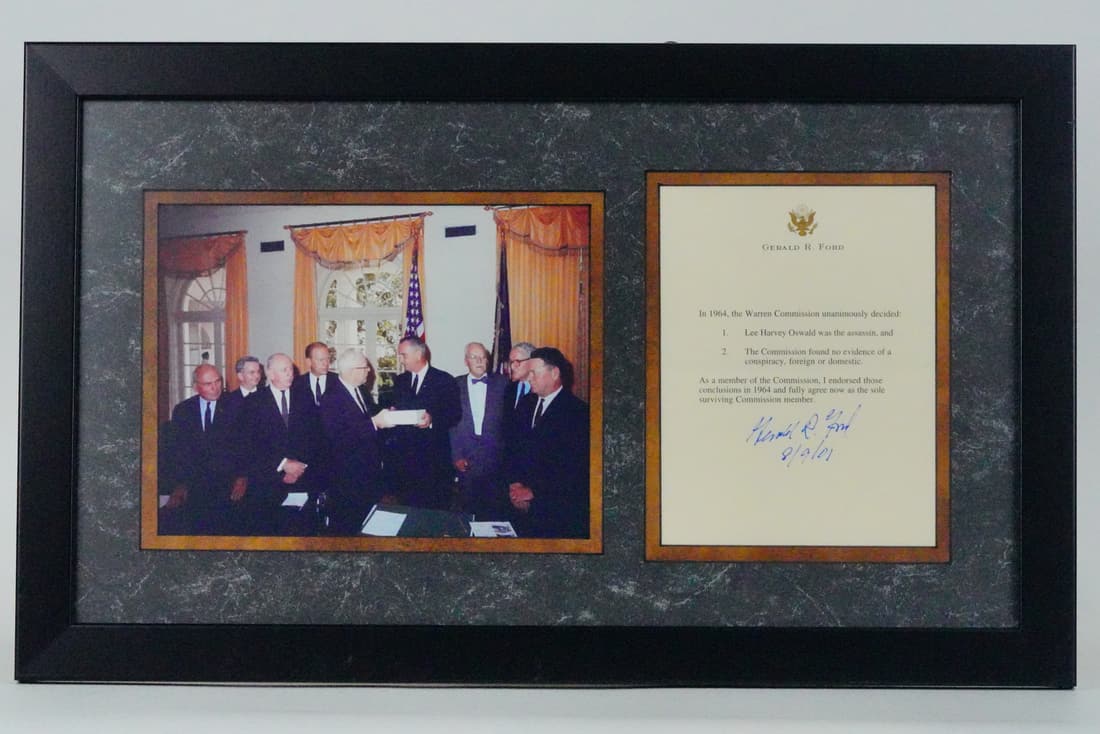 GERALD R. FORD
In 1964, the Warren Commission unanimously decided:
1. Lee Harvey Oswald was the assassin, and
2. The Commission found no evidence of a
conspiracy, foreign or domestic.
As a member of the Commission, I endorsed those
conclusions in 1964 and fully agree now as the sole
surviving Commission member.
Gerald R. Ford
8/9/01